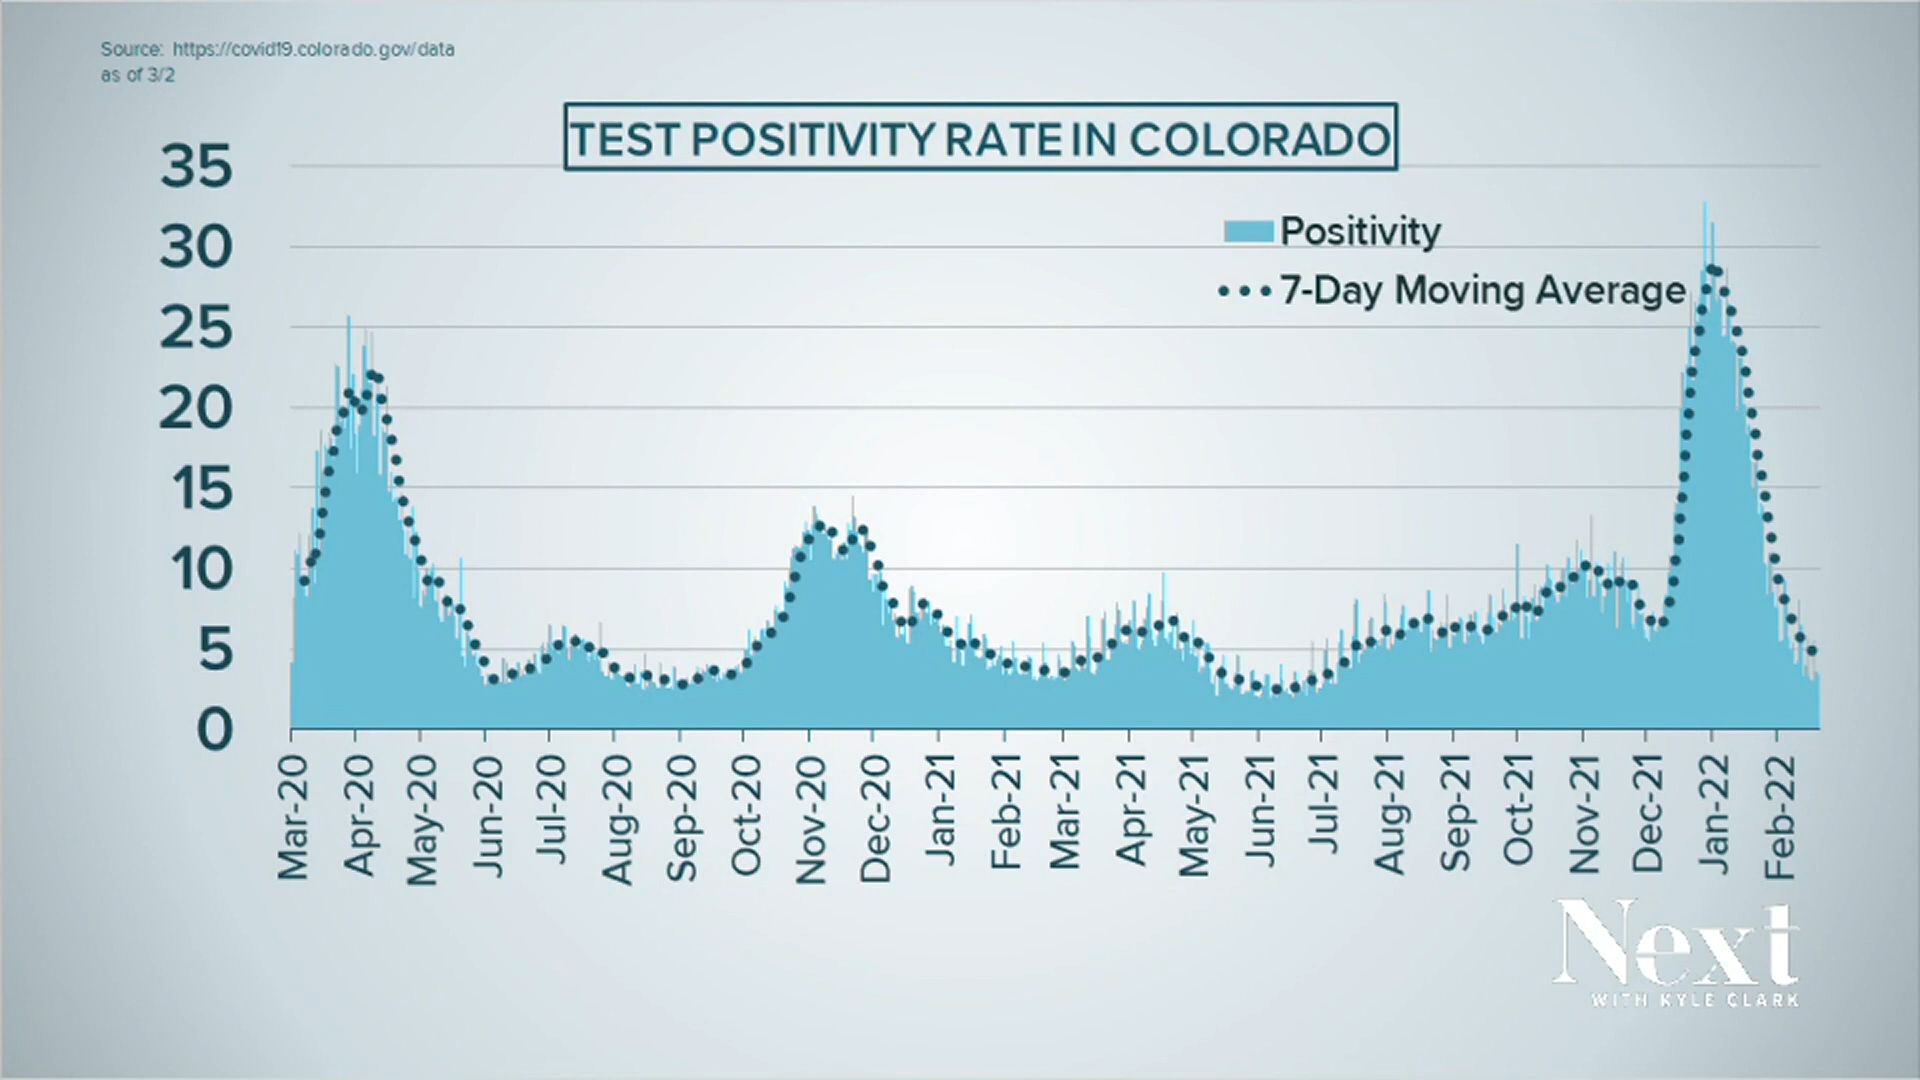 Source: https://covid19.colorado.gov/data
as of 3/2
TEST POSITIVITY RATE IN COLORADO
35
30
25
20
15
10
5
0
Positivity
7-Day Moving Average
Mar-20
Apr-20
May-20
Jun-20
Jul-20
Aug-20
Sep-20
Oct-20
Nov-20
Dec-20
Jan-21
Feb-21
Mar-21
Apr-21
May-21
Jun-21
Jul-21
Aug-21
Sep-21
Oct-21
Nov-21
Dec-21
Jan-22
Feb-22
Next
WITH KYLE CLARK